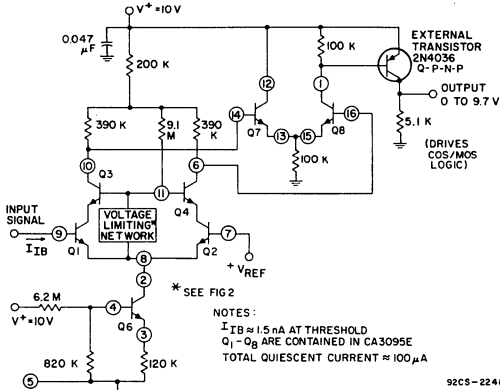 V+ = 10V
0.047
μF
200 K
100 K
EXTERNAL
TRANSISTOR
2N4036
Q-P-N-P
OUTPUT
0 TO 9.7 V
5.1 K
(DRIVES
COS/MOS
LOGIC)
12
1
14
16
Q7
Q8
13
15
100 K
390 K
9.1
M
390
K
10
6
11
Q3
Q4
INPUT
SIGNAL
IIB
9
VOLTAGE
LIMITING*
NETWORK
Q1
Q2
7
+VREF
8
2
* SEE FIG 2
6.2 M
V+=10V
4
Q6
3
820 K
120 K
5
NOTES:
IIB ≈ 1.5 nA AT THRESHOLD
Q1-Q8 ARE CONTAINED IN CA3095E
TOTAL QUIESCENT CURRENT ≈ 100 μA
92CS-2241